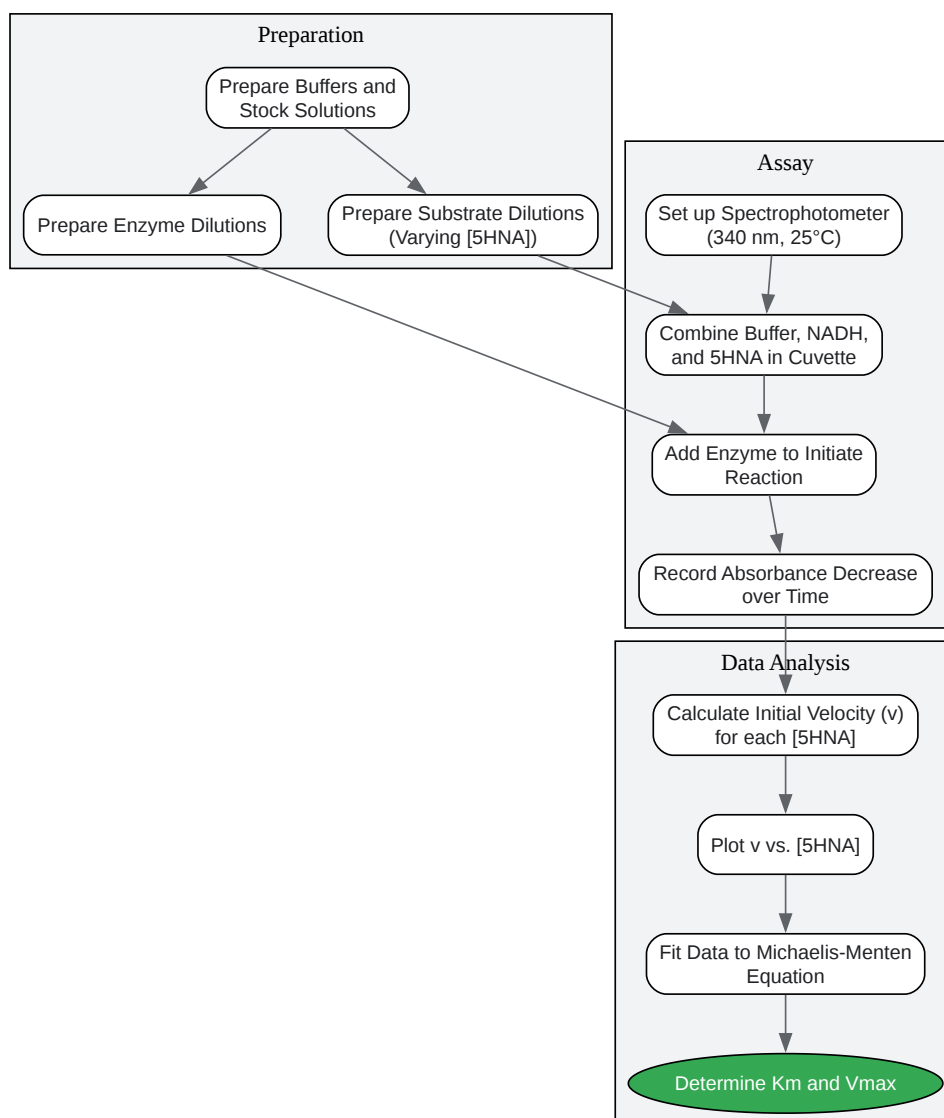 Preparation
Prepare Buffers and
Stock Solutions
Prepare Enzyme Dilutions
Prepare Substrate Dilutions
(Varying [5HNA])
Assay
Set up Spectrophotometer
(340 nm, 25°C)
Combine Buffer, NADH,
and 5HNA in Cuvette
Add Enzyme to Initiate
Reaction
Record Absorbance Decrease
over Time
Data Analysis
Calculate Initial Velocity (v)
for each [5HNA]
Plot v vs. [5HNA]
Fit Data to Michaelis-Menten
Equation
Determine Km and Vmax